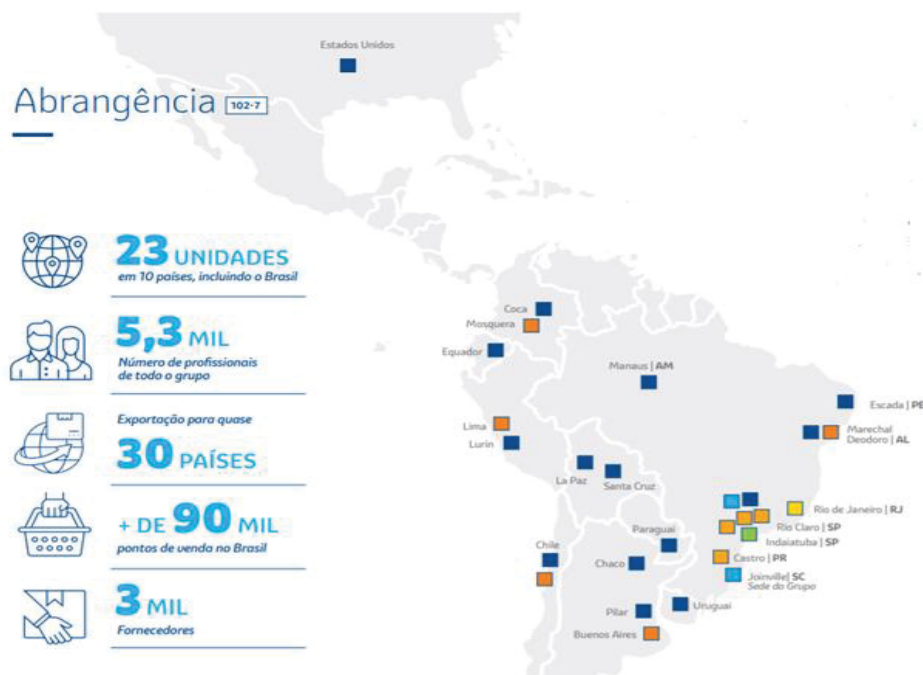 Estados Unidos
Abrangência 102-7
23 UNIDADES
em 10 países, incluindo o Brasil
5,3 MIL
Número de profissionais
de todo o grupo
Exportação para quase
30 PAÍSES
+ DE 90 MIL
pontos de venda no Brasil
3 MIL
Fornecedores
Coca
Mosquera
Equador
Manaus | AM
Escada | PE
Lima
Marechal
Deodoro | AL
Lurin
La Paz
Santa Cruz
Rio de Janeiro | RJ
Rio Claro | SP
Paraguai
Indaiatuba | SP
Chile
Castro | PR
Chaco
Joinville| SC
Sede do Grupo
Pilar
Uruguai
Buenos Aires